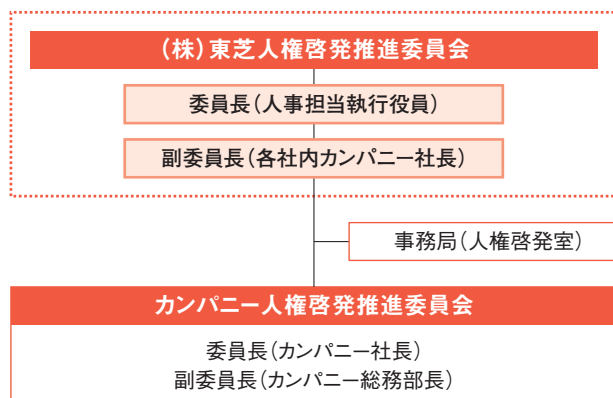 (株)東芝人権啓発推進委員会
委員長(人事担当執行役員)
副委員長(各社内カンパニー社長)
事務局(人権啓発室)
カンパニー人権啓発推進委員会
委員長(カンパニー社長)
副委員長(カンパニー総務部長)